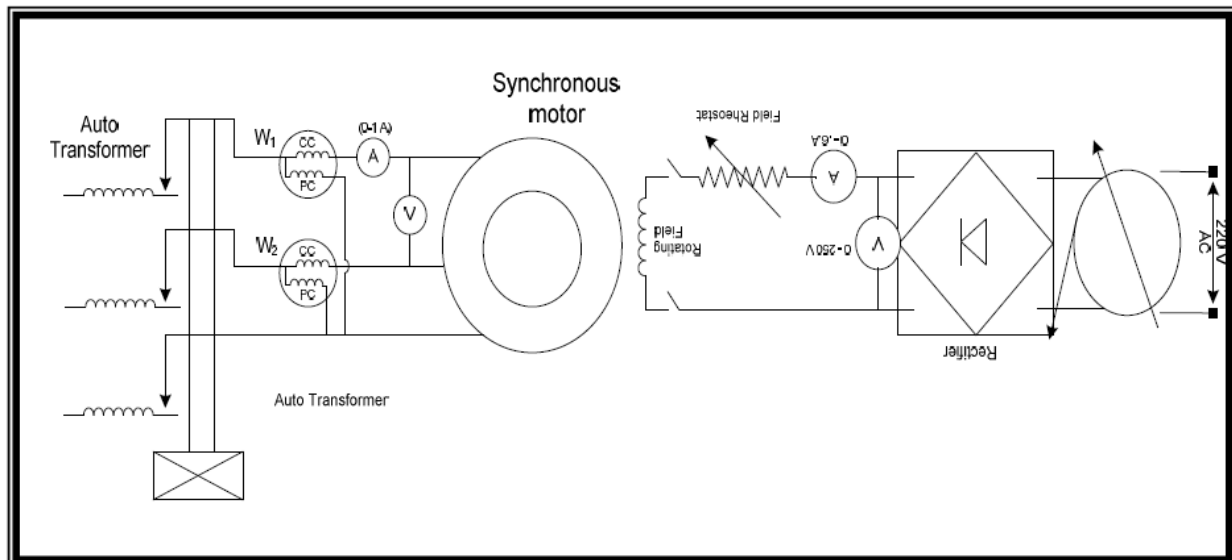 Synchronous
motor
Auto
Transformer
W1
CC
PC
(0-1 A)
A
V
W2
CC
PC
Auto Transformer
Field Rheostat
0-.6A
A
Rotating
Field
V
0-250V
Rectifier
220 V
AC